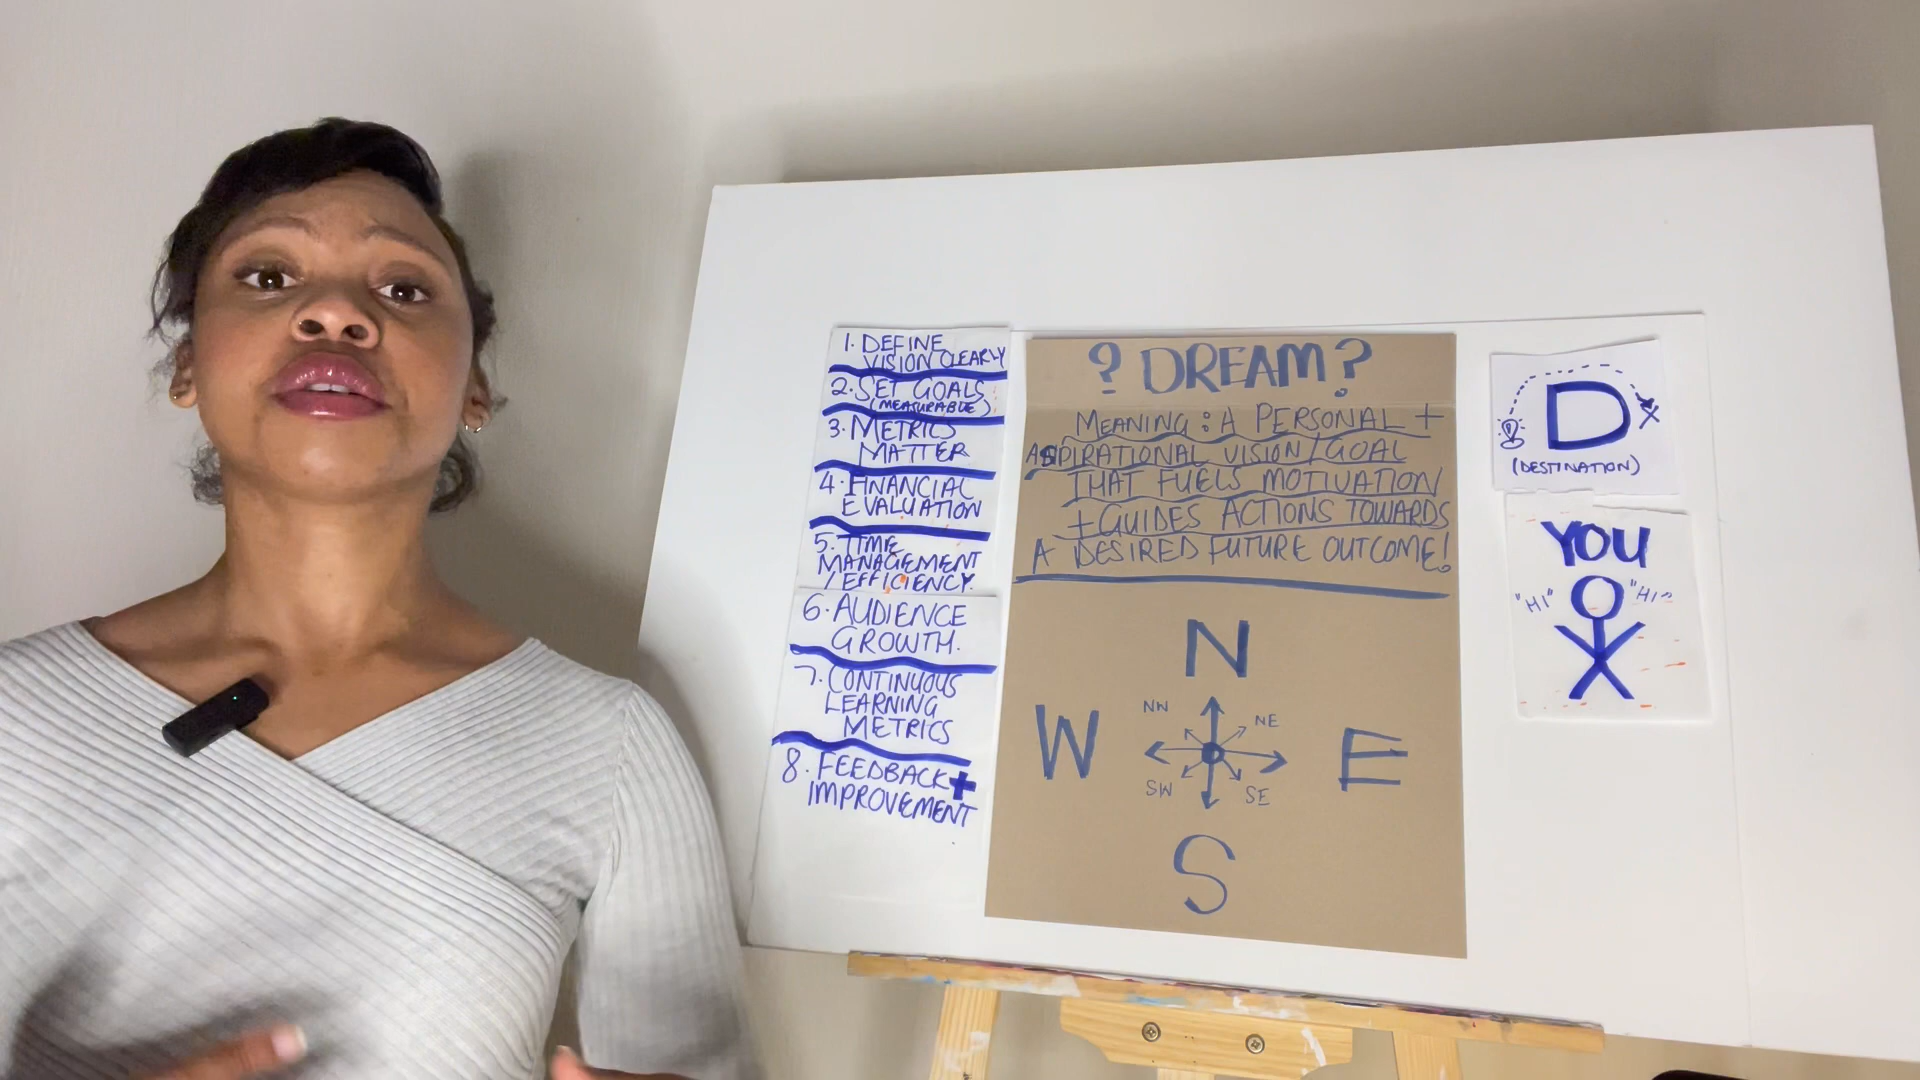 1. DEFINE
VISION CLEARLY
2. SET GOALS
(MEASURABLE)
3. METRICS
MATTER
4. FINANCIAL
EVALUATION
5. TIME
MANAGEMENT
/EFFICIENCY.
6. AUDIENCE
GROWTH.
7. CONTINUOUS
LEARNING
METRICS
8. FEEDBACK +
IMPROVEMENT
? DREAM ?
MEANING : A PERSONAL +
ASPIRATIONAL VISION/GOAL
THAT FUELS MOTIVATION
+ GUIDES ACTIONS TOWARDS
A DESIRED FUTURE OUTCOME!
N
NW NE
W E
SW SE
S
D
X
(DESTINATION)
YOU
"HI" "HI"